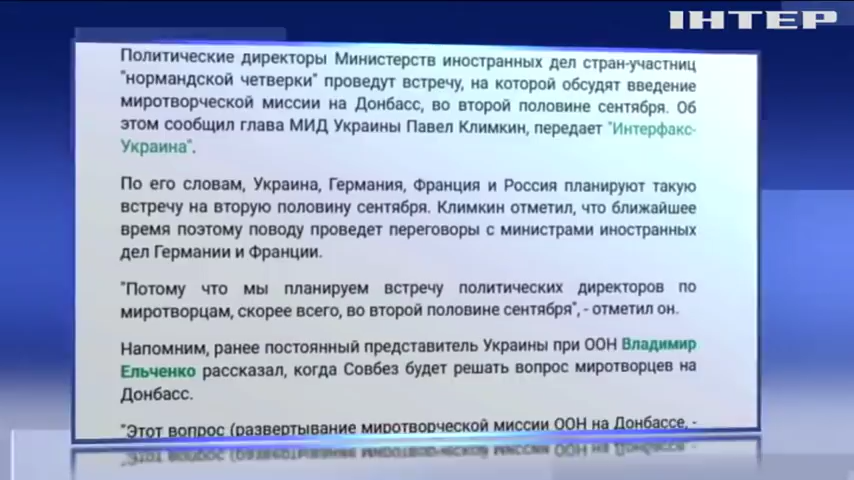 ІНТЕР
Политические директоры Министерств иностранных дел стран-участниц
"нормандской четверки" проведут встречу, на которой обсудят введение
миротворческой миссии на Донбасс, во второй половине сентября. Об
этом сообщил глава МИД Украины Павел Климкин, передает "Интерфакс-
Украина".
По его словам, Украина, Германия, Франция и Россия планируют такую
встречу на вторую половину сентября. Климкин отметил, что ближайшее
время поэтому поводу проведет переговоры с министрами иностранных
дел Германии и Франции.
"Потому что мы планируем встречу политических директоров по
миротворцам, скорее всего, во второй половине сентября", - отметил он.
Напомним, ранее постоянный представитель Украины при ООН Владимир
Ельченко рассказал, когда Совбез будет решать вопрос миротворцев на
Донбасс.
"Этот вопрос (развертывание миротворческой миссии ООН на Донбассе, -